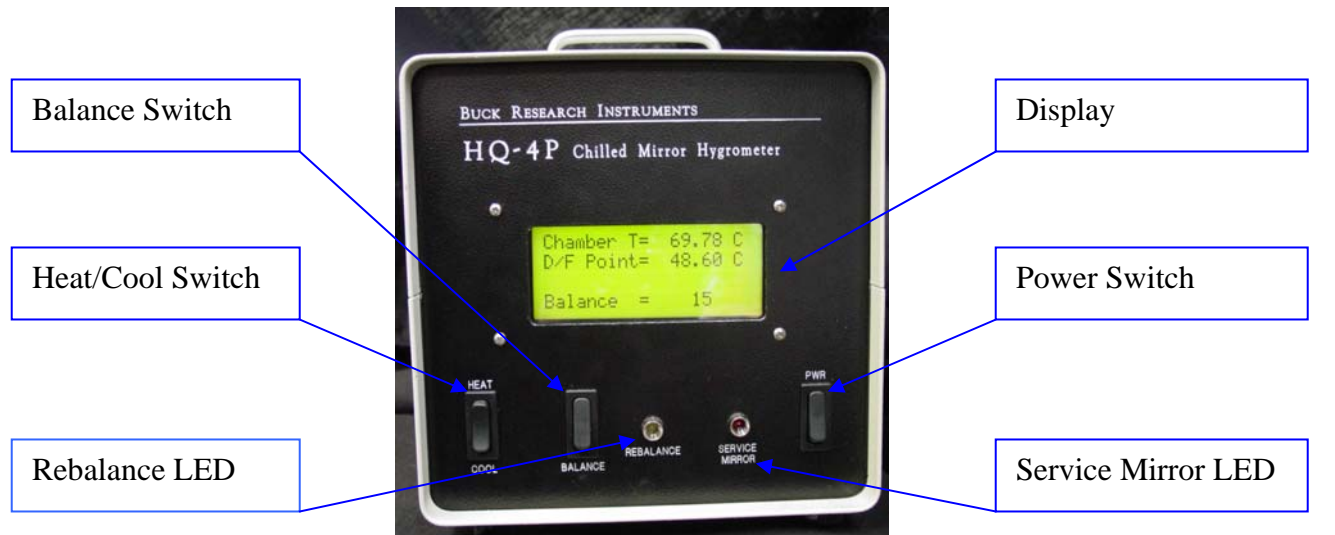 Balance Switch
Heat/Cool Switch
Rebalance LED
BUCK RESEARCH INSTRUMENTS
HQ-4P Chilled Mirror Hygrometer
Chamber T= 69.78 C
D/F Point= 48.60 C
Balance = 15
HEAT
COOL
BALANCE
REBALANCE
SERVICE
MIRROR
PWR
Display
Power Switch
Service Mirror LED